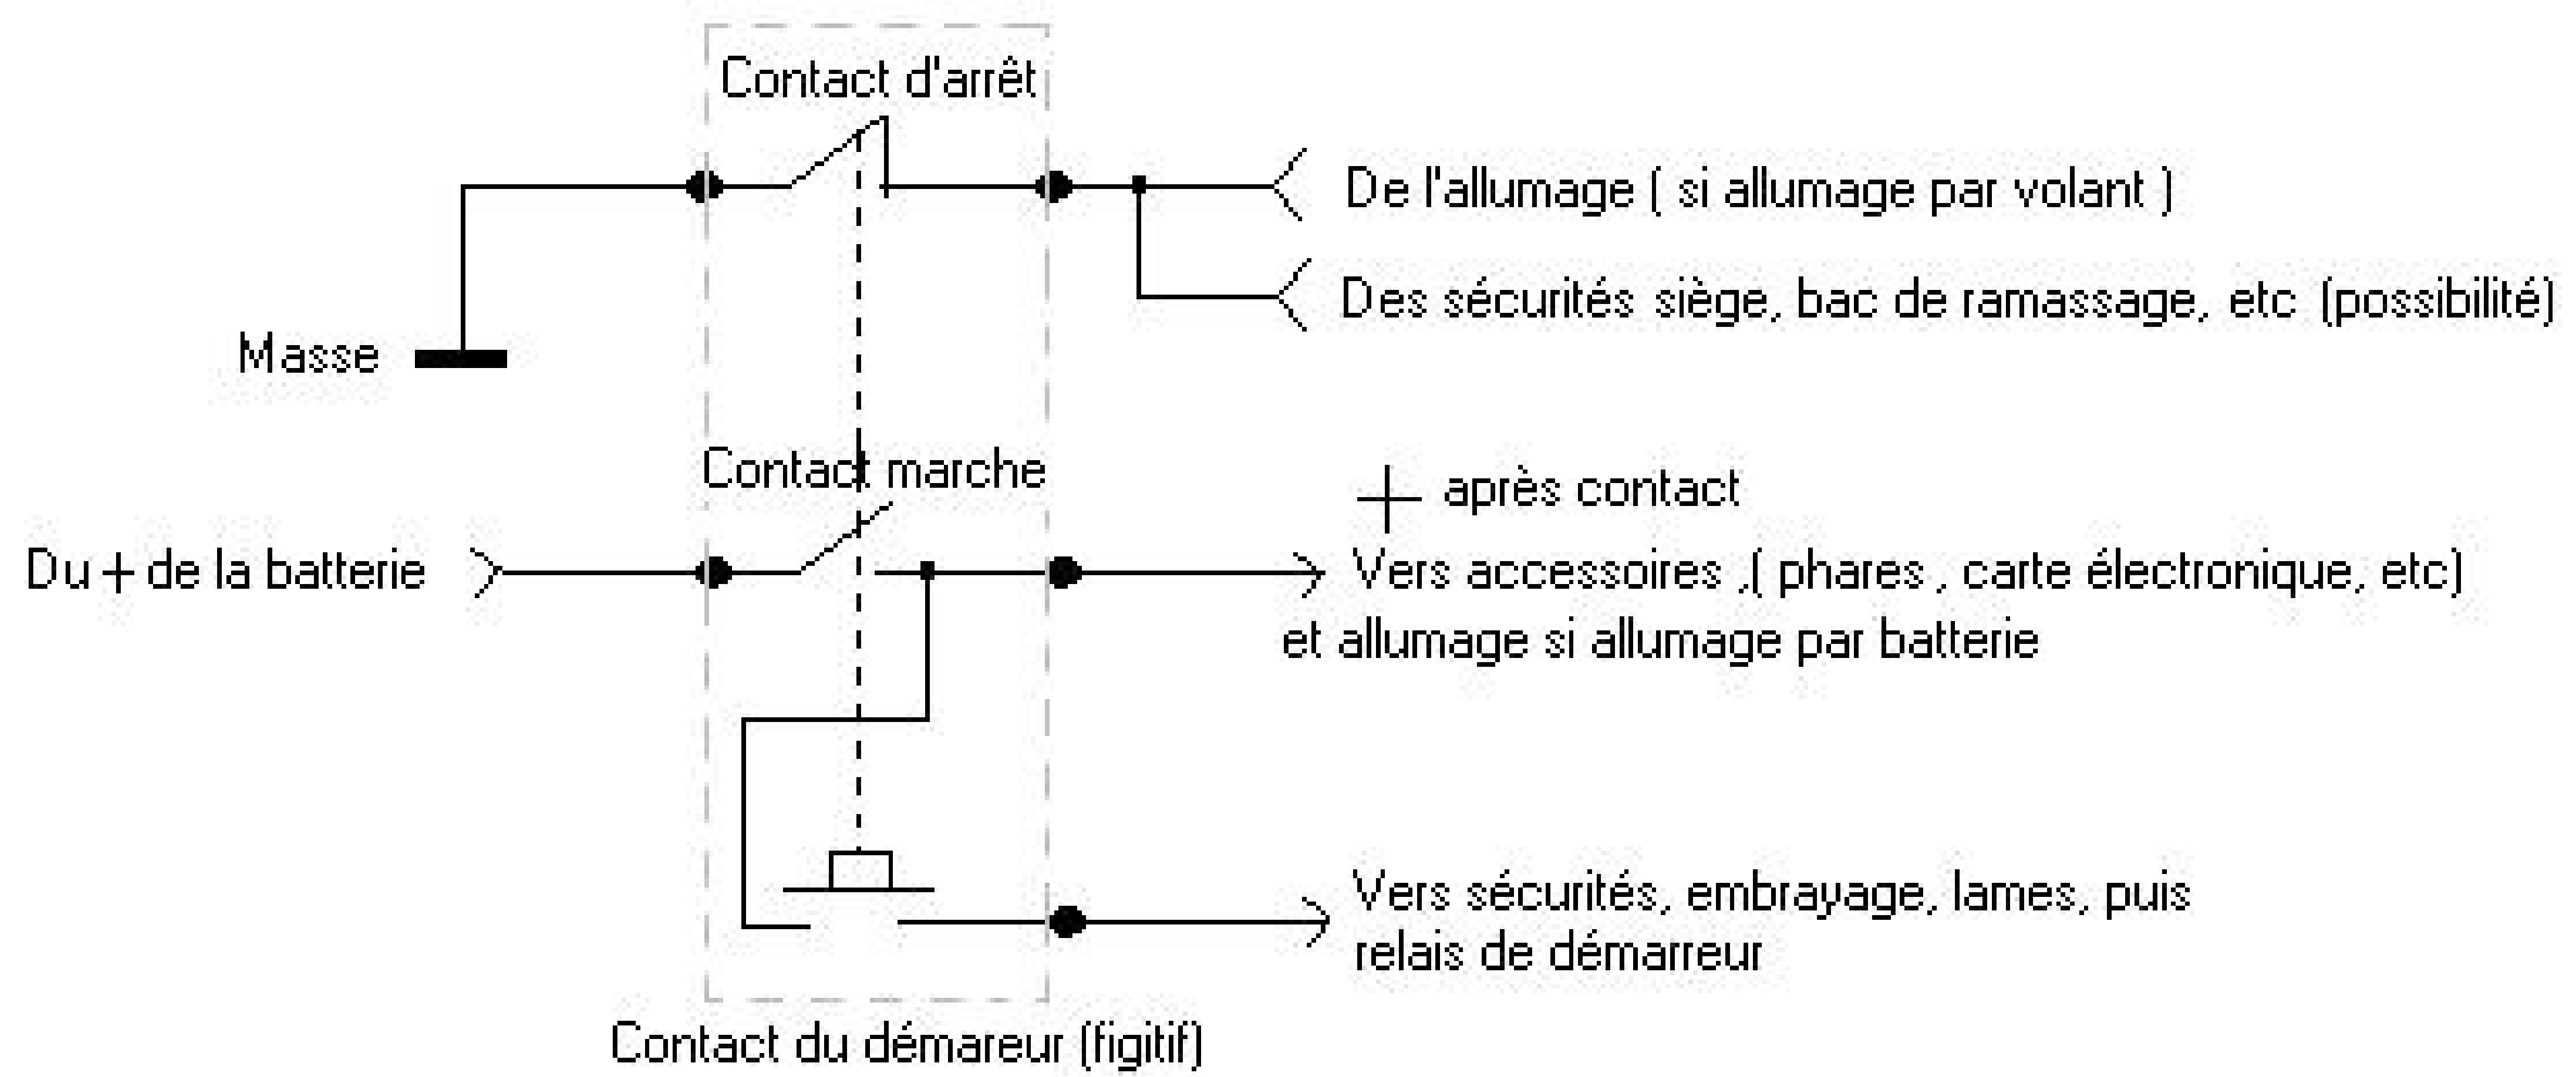 Contact d'arrêt
De l'allumage ( si allumage par volant )
Des sécurités siège, bac de ramassage, etc (possibilité)
Masse
Contact marche
+ après contact
Du + de la batterie
Vers accessoires ,( phares , carte électronique, etc)
et allumage si allumage par batterie
Vers sécurités, embrayage, lames, puis
relais de démarreur
Contact du démareur (figitif)